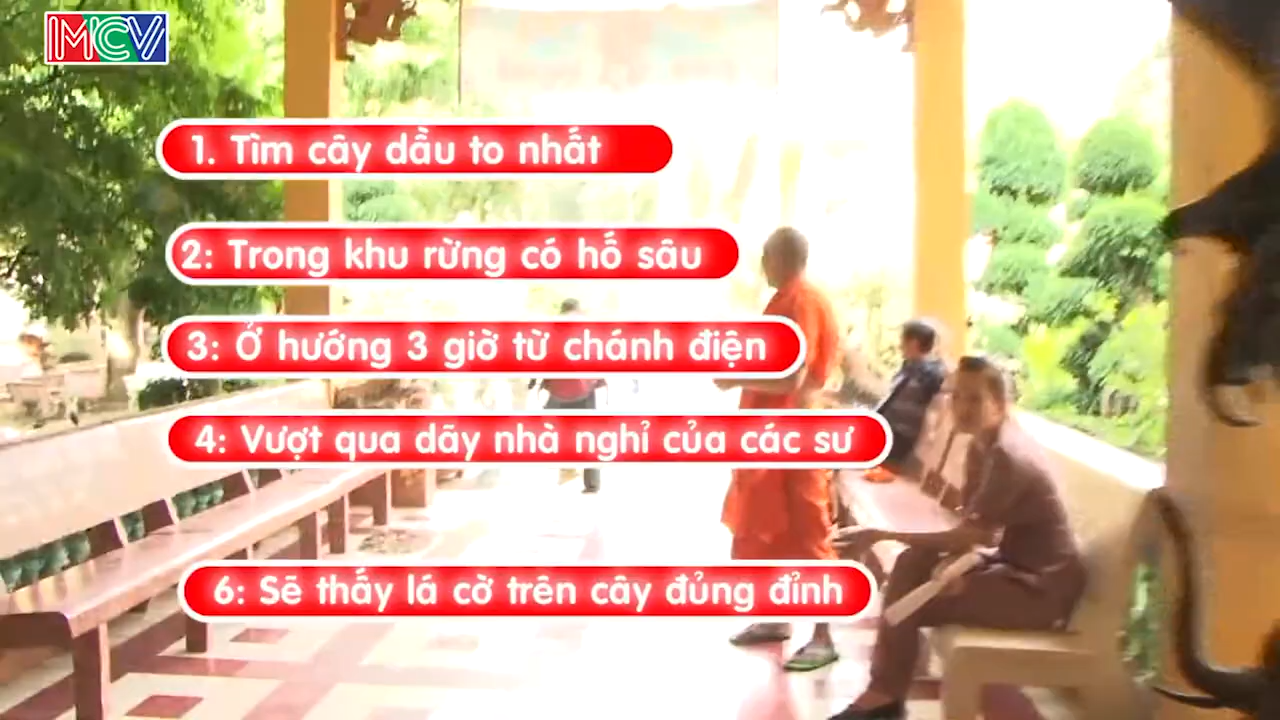 MCV
1. Tìm cây dầu to nhất
2: Trong khu rừng có hố sâu
3: Ở hướng 3 giờ từ chánh điện
4: Vượt qua dãy nhà nghỉ của các sư
6: Sẽ thấy lá cờ trên cây đủng đỉnh